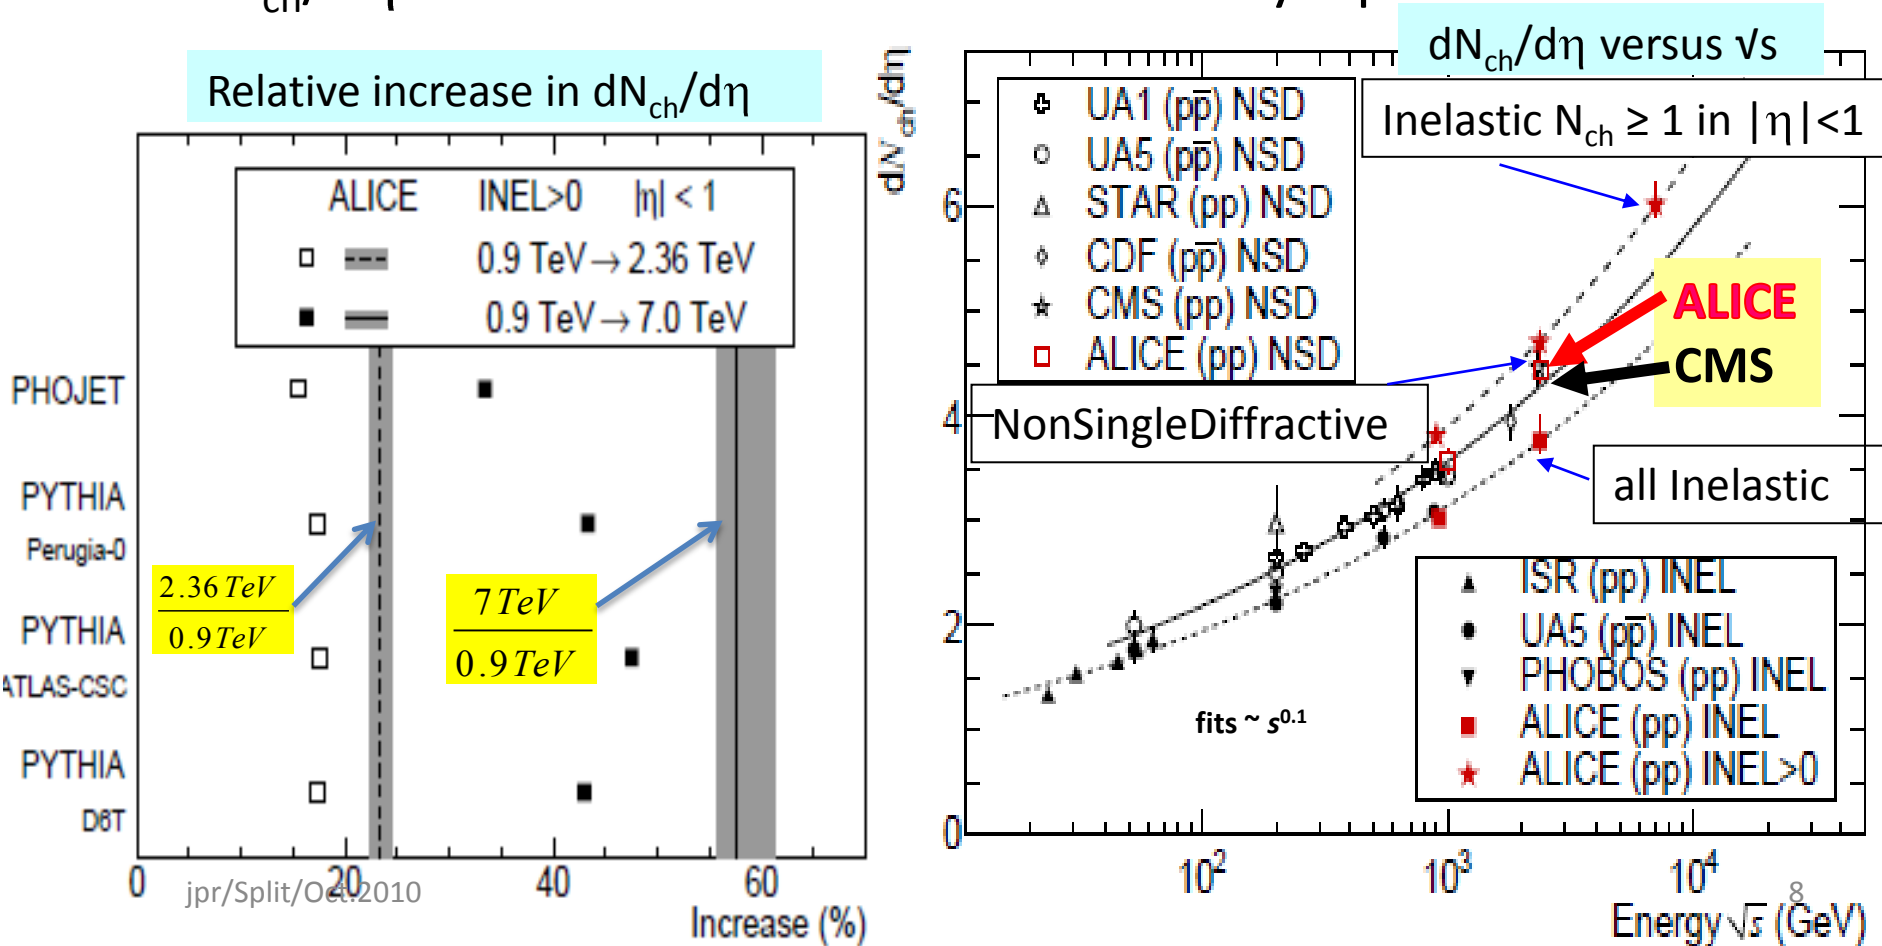 Relative increase in dN_ch/dη
ALICE INEL>0 |η| < 1
0.9 TeV→2.36 TeV
0.9 TeV→7.0 TeV
PHOJET
PYTHIA
Perugia-0
PYTHIA
ATLAS-CSC
PYTHIA
D6T
2.36 TeV
0.9 TeV
7 TeV
0.9 TeV
0 20 40 60
Increase (%)
jpr/Split/Oct.2010
dN_ch/dη versus √s
dN_ch/dη
Inelastic N_ch ≥ 1 in |η|<1
UA1 (pp̅) NSD
UA5 (pp̅) NSD
STAR (pp) NSD
CDF (pp̅) NSD
CMS (pp) NSD
ALICE (pp) NSD
6
4
2
0
ALICE
CMS
NonSingleDiffractive
all Inelastic
ISR (pp) INEL
UA5 (pp̅) INEL
PHOBOS (pp) INEL
ALICE (pp) INEL
ALICE (pp) INEL>0
fits ~ s^0.1
10^2 10^3 10^4
Energy √s (GeV)
8